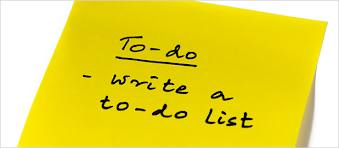 To-do
- write a
to-do list